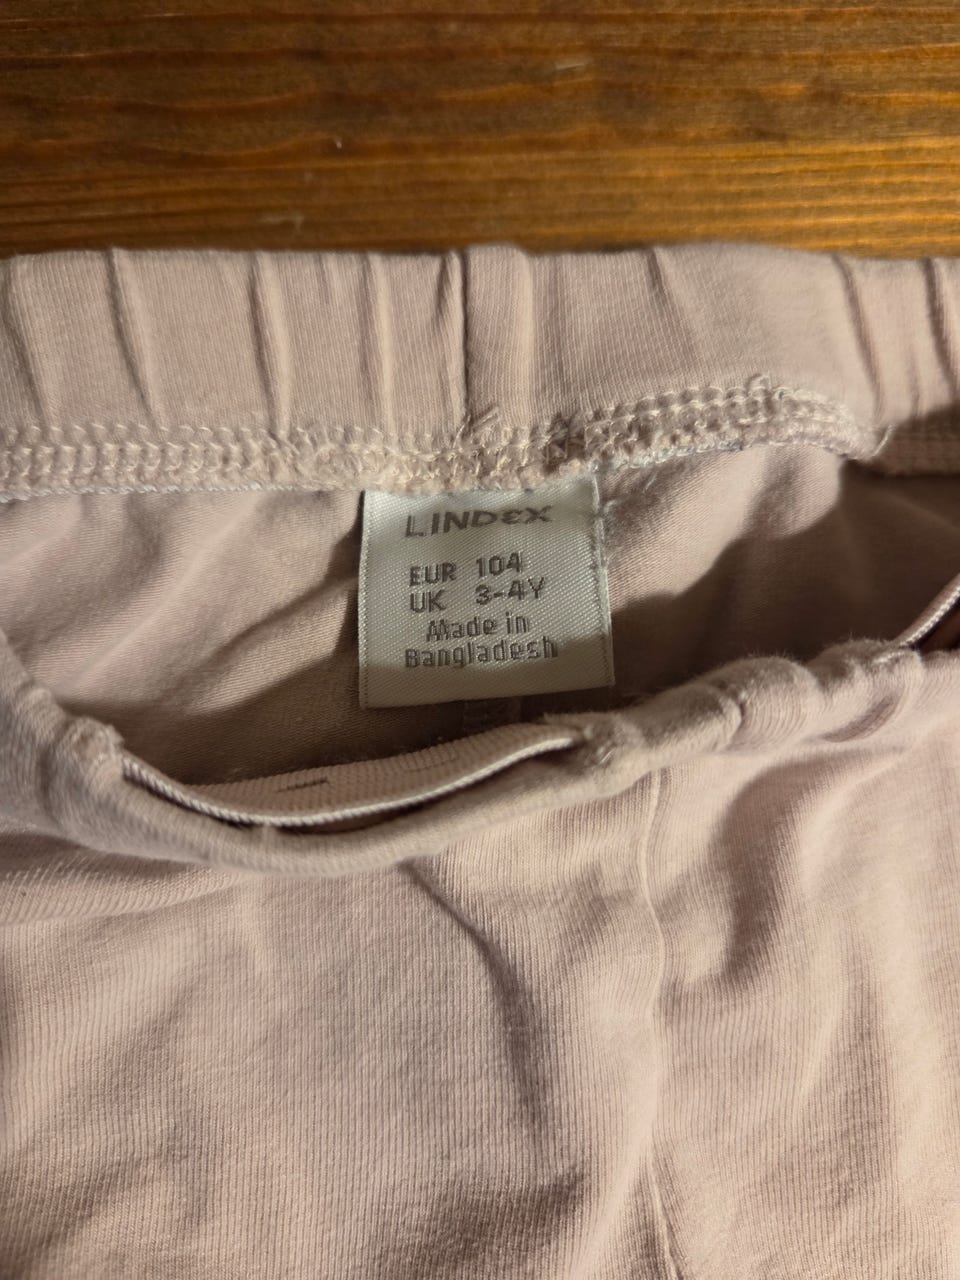 LINDEX
EUR 104
UK 3-4Y
Made in
Bangladesh